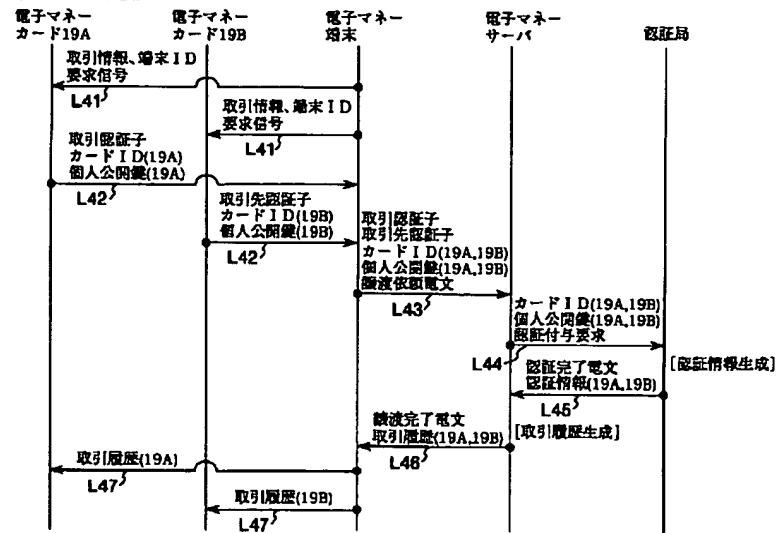 電子マネー
カード19A
電子マネー
カード19B
電子マネー
端末
電子マネー
サーバ
認証局
取引情報、端末ID
要求信号
L41
取引情報、端末ID
要求信号
L41
取引認証子
カードID(19A)
個人公開鍵(19A)
L42
取引先認証子
カードID(19B)
個人公開鍵(19B)
L42
取引認証子
取引先認証子
カードID(19A,19B)
個人公開鍵(19A,19B)
譲渡依頼電文
L43
カードID(19A,19B)
個人公開鍵(19A,19B)
認証付与要求
L44
[認証情報生成]
認証完了電文
認証情報(19A,19B)
L45
譲渡完了電文
取引履歴(19A,19B)
[取引履歴生成]
L46
取引履歴(19A)
L47
取引履歴(19B)
L47